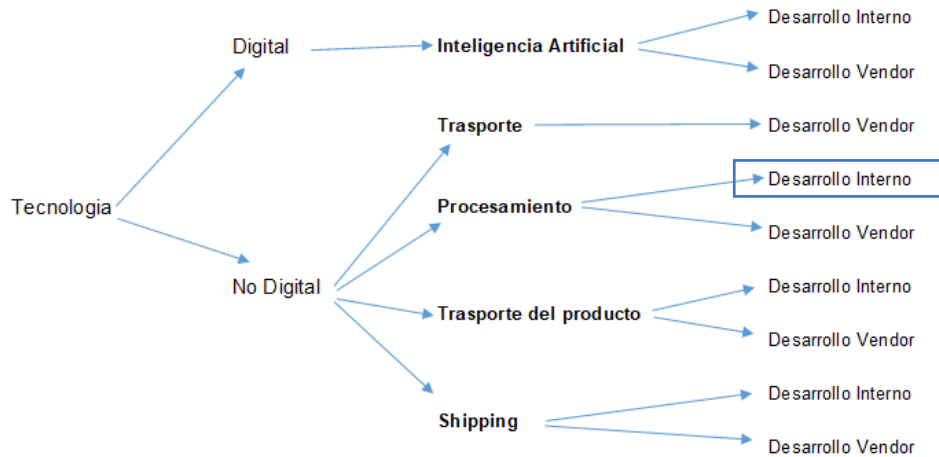 Desarrollo Interno
Digital
Inteligencia Artificial
Desarrollo Vendor
Trasporte
Desarrollo Vendor
Desarrollo Interno
Tecnologia
Procesamiento
Desarrollo Vendor
No Digital
Desarrollo Interno
Trasporte del producto
Desarrollo Vendor
Desarrollo Interno
Shipping
Desarrollo Vendor